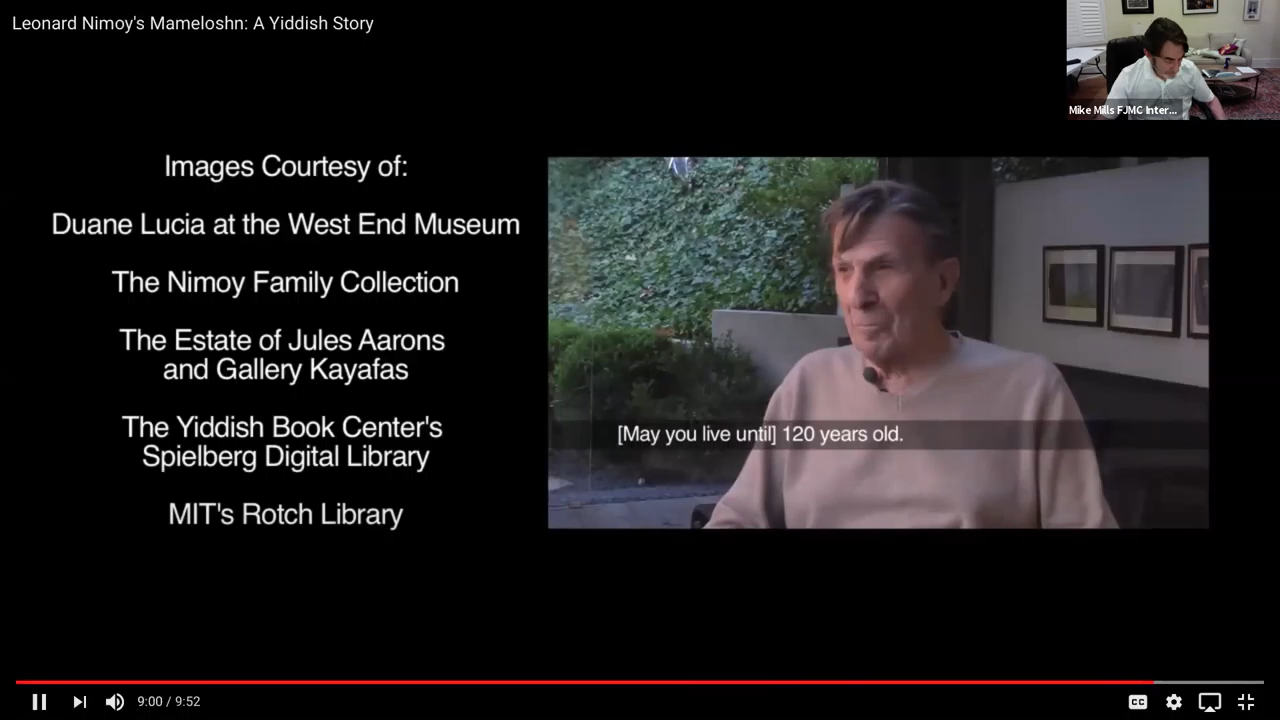 Leonard Nimoy's Mameloshn: A Yiddish Story
Mike Mills FJMC Inter...
Images Courtesy of:
Duane Lucia at the West End Museum
The Nimoy Family Collection
The Estate of Jules Aarons
and Gallery Kayafas
The Yiddish Book Center's
Spielberg Digital Library
MIT's Rotch Library
[May you live until] 120 years old.
9:00 / 9:52
CC